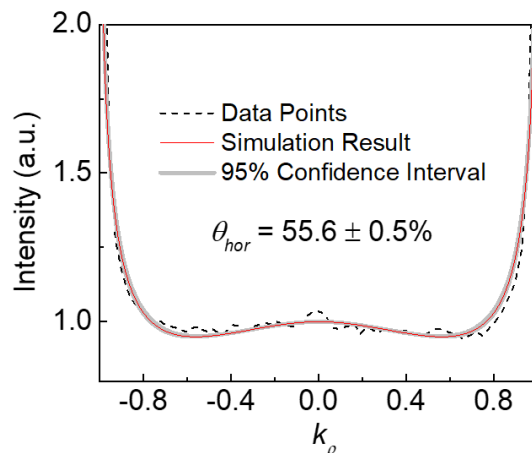 2.0
1.5
1.0
Intensity (a.u.)
Data Points
Simulation Result
95% Confidence Interval
θhor = 55.6 ± 0.5%
-0.8 -0.4 0.0 0.4 0.8
kρ